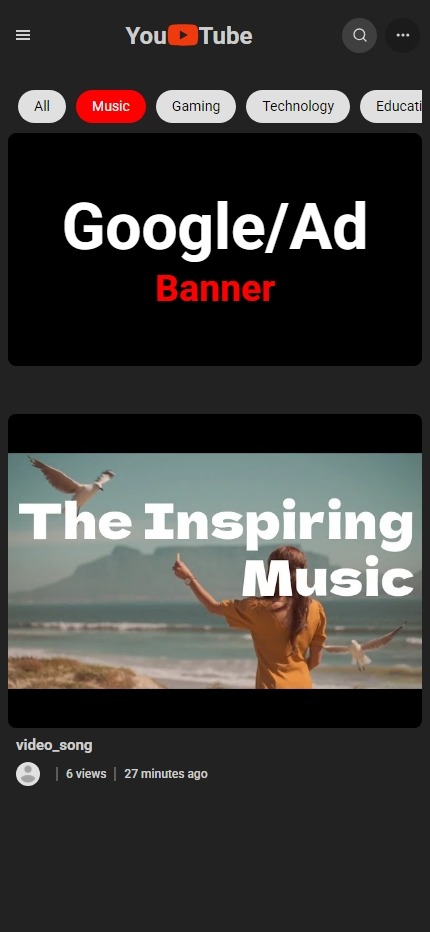 YouTube
All Music Gaming Technology Educati
Google/Ad
Banner
The Inspiring
Music
video_song
6 views 27 minutes ago